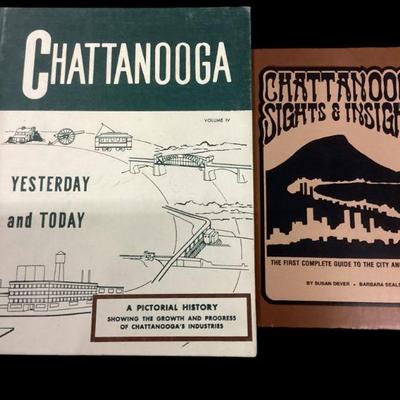 CHATTANOOGA
VOLUME IV
YESTERDAY
and TODAY
A PICTORIAL HISTORY
SHOWING THE GROWTH AND PROGRESS
OF CHATTANOOGA'S INDUSTRIES
CHATTANOO
SIGHTS & INSIGH
THE FIRST COMPLETE GUIDE TO THE CITY AN
BY SUSAN DEVER • BARBARA SEALS